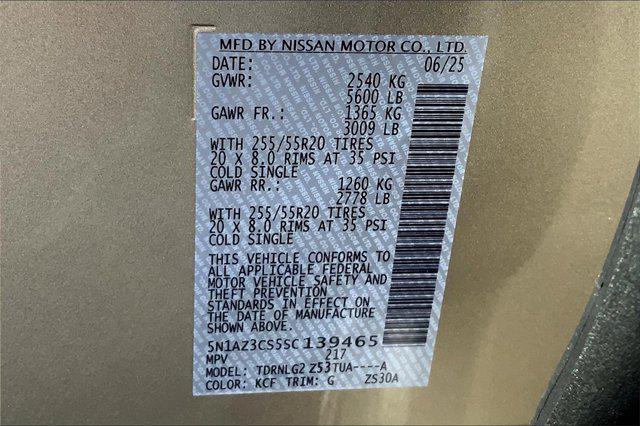 MFD BY NISSAN MOTOR CO., LTD.
DATE: 06/25
GVWR: 2540 KG
5600 LB
GAWR FR.: 1365 KG
3009 LB
WITH 255/55R20 TIRES
20 X 8.0 RIMS AT 35 PSI
COLD SINGLE
GAWR RR.: 1260 KG
2778 LB
WITH 255/55R20 TIRES
20 X 8.0 RIMS AT 35 PSI
COLD SINGLE
THIS VEHICLE CONFORMS TO
ALL APPLICABLE FEDERAL
MOTOR VEHICLE SAFETY AND
THEFT PREVENTION
STANDARDS IN EFFECT ON
THE DATE OF MANUFACTURE
SHOWN ABOVE.
5N1AZ3CS5SC139465
MPV 217
MODEL: TDRNLG2 Z53TUA----A
COLOR: KCF TRIM: G ZS30A